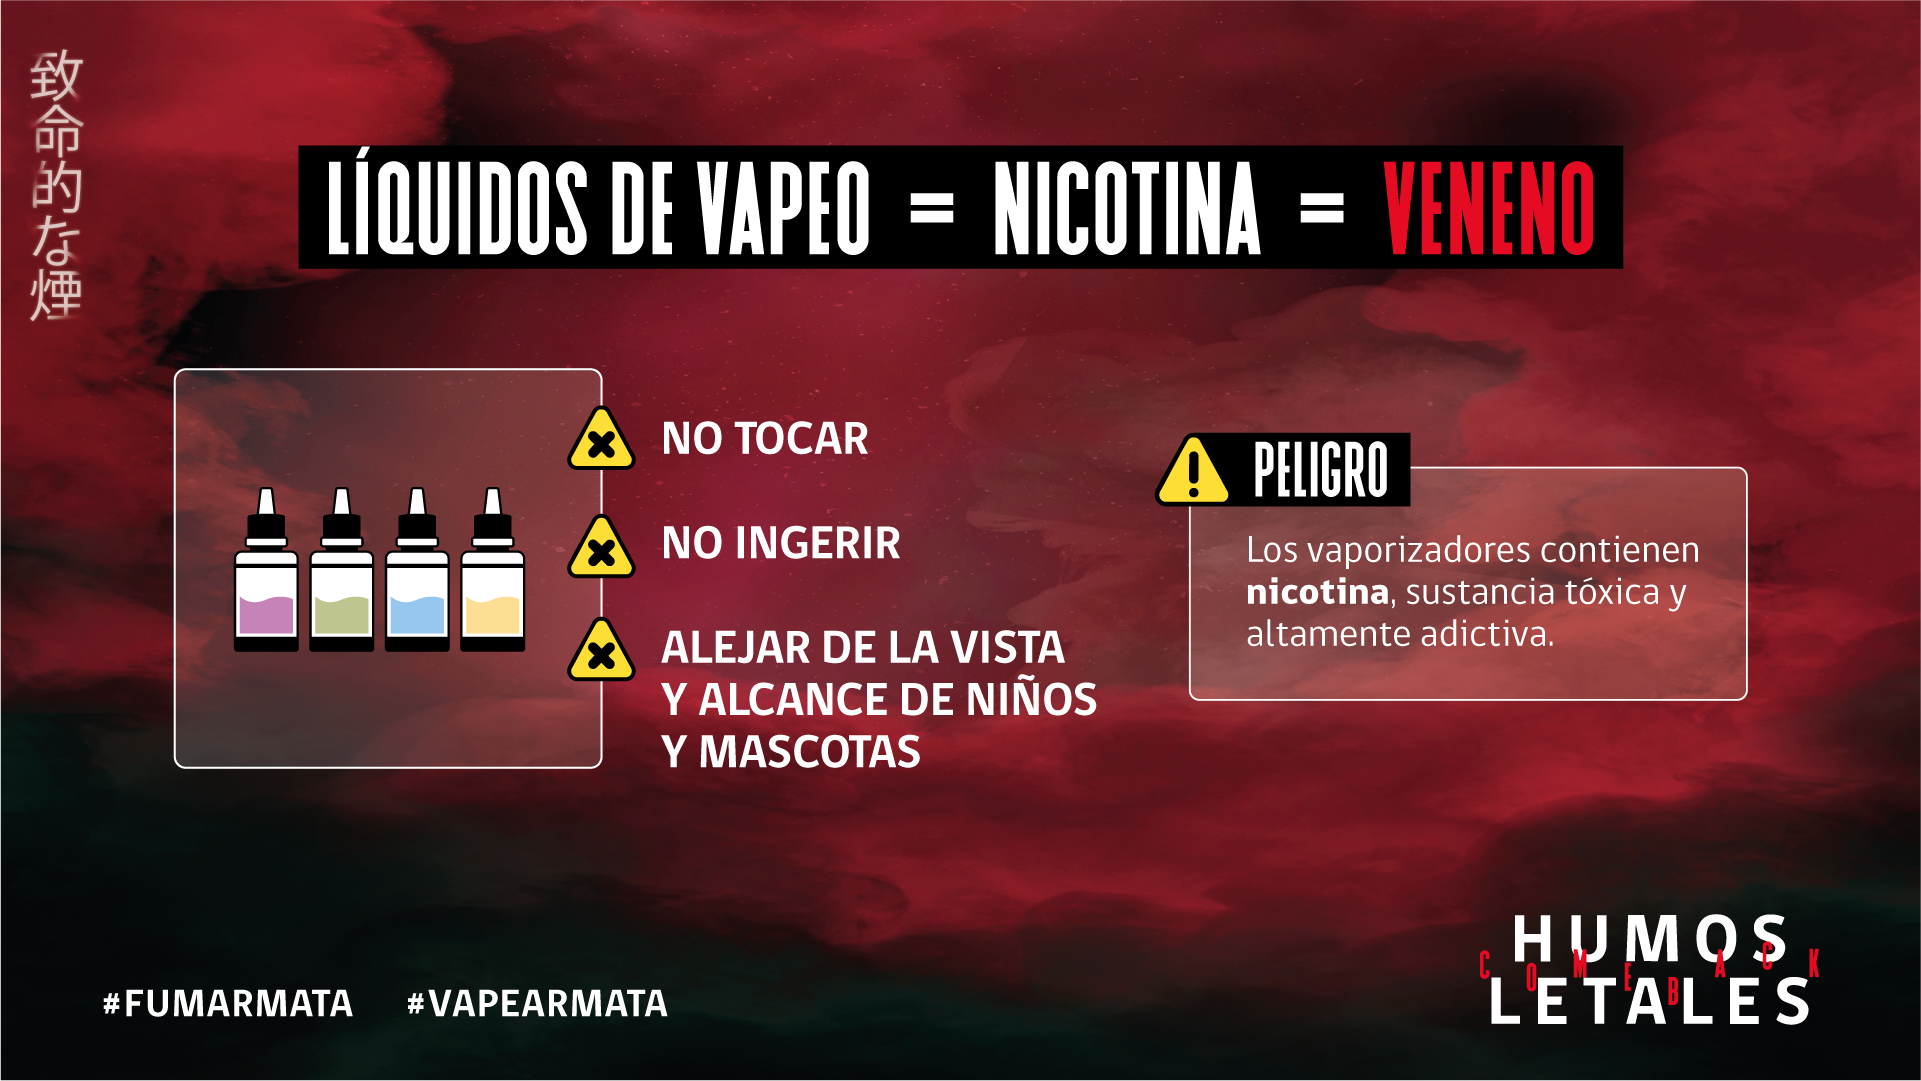 致命的な煙
LÍQUIDOS DE VAPEO = NICOTINA = VENENO
NO TOCAR
NO INGERIR
ALEJAR DE LA VISTA
Y ALCANCE DE NIÑOS
Y MASCOTAS
PELIGRO
Los vaporizadores contienen
nicotina, sustancia tóxica y
altamente adictiva.
#FUMARMATA #VAPEARMATA
HUMOS
COMEBACK
LETALES